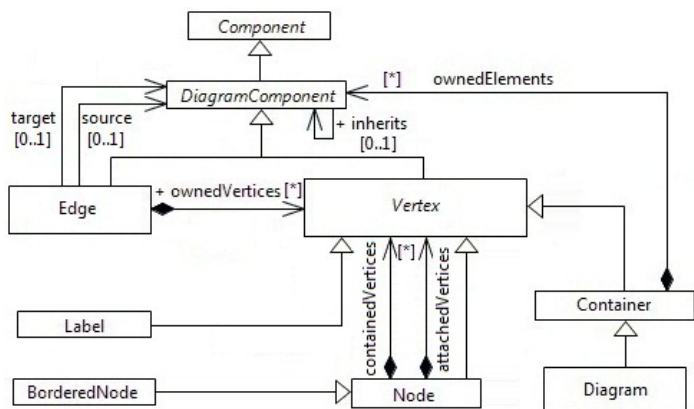 Component
[*] ownedElements
DiagramComponent
target source
[0..1] [0..1]
+ inherits
[0..1]
+ ownedVertices [*]
Edge
Vertex
[*]
containedVertices
attachedVertices
Container
Label
BorderedNode
Node
Diagram